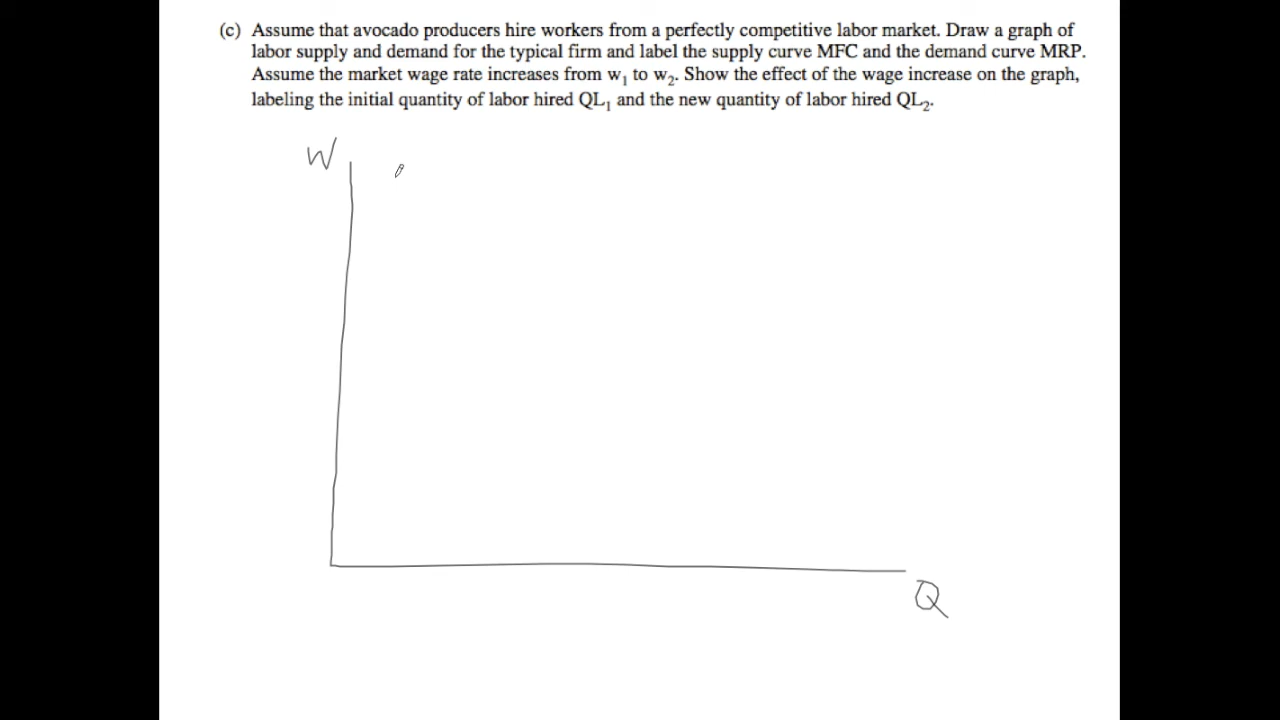 (c) Assume that avocado producers hire workers from a perfectly competitive labor market. Draw a graph of
labor supply and demand for the typical firm and label the supply curve MFC and the demand curve MRP.
Assume the market wage rate increases from w₁ to w₂. Show the effect of the wage increase on the graph,
labeling the initial quantity of labor hired QL₁ and the new quantity of labor hired QL₂.
W
Q